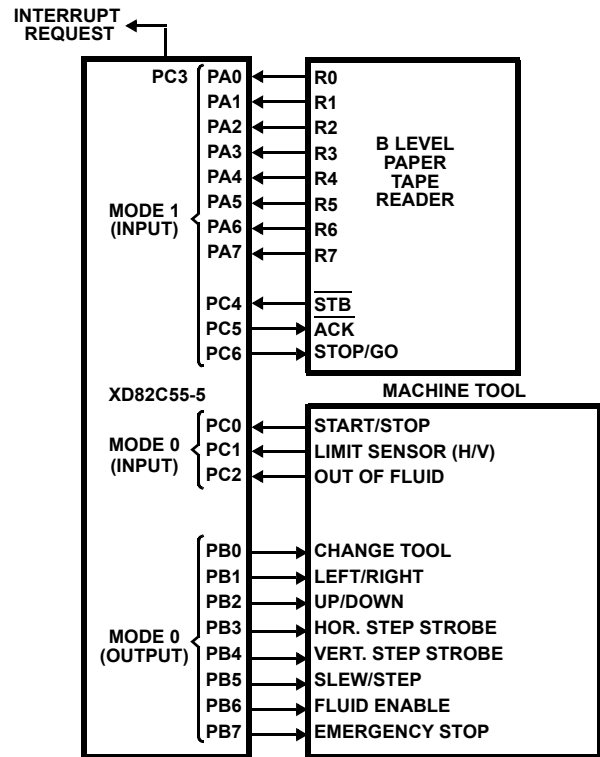 INTERRUPT
REQUEST
PC3 PA0 R0
PA1 R1
PA2 R2
PA3 R3
PA4 R4
PA5 R5
PA6 R6
PA7 R7
B LEVEL
PAPER
TAPE
READER
MODE 1
(INPUT)
PC4 STB
PC5 ACK
PC6 STOP/GO
XD82C55-5
MACHINE TOOL
MODE 0
(INPUT)
PC0 START/STOP
PC1 LIMIT SENSOR (H/V)
PC2 OUT OF FLUID
MODE 0
(OUTPUT)
PB0 CHANGE TOOL
PB1 LEFT/RIGHT
PB2 UP/DOWN
PB3 HOR. STEP STROBE
PB4 VERT. STEP STROBE
PB5 SLEW/STEP
PB6 FLUID ENABLE
PB7 EMERGENCY STOP